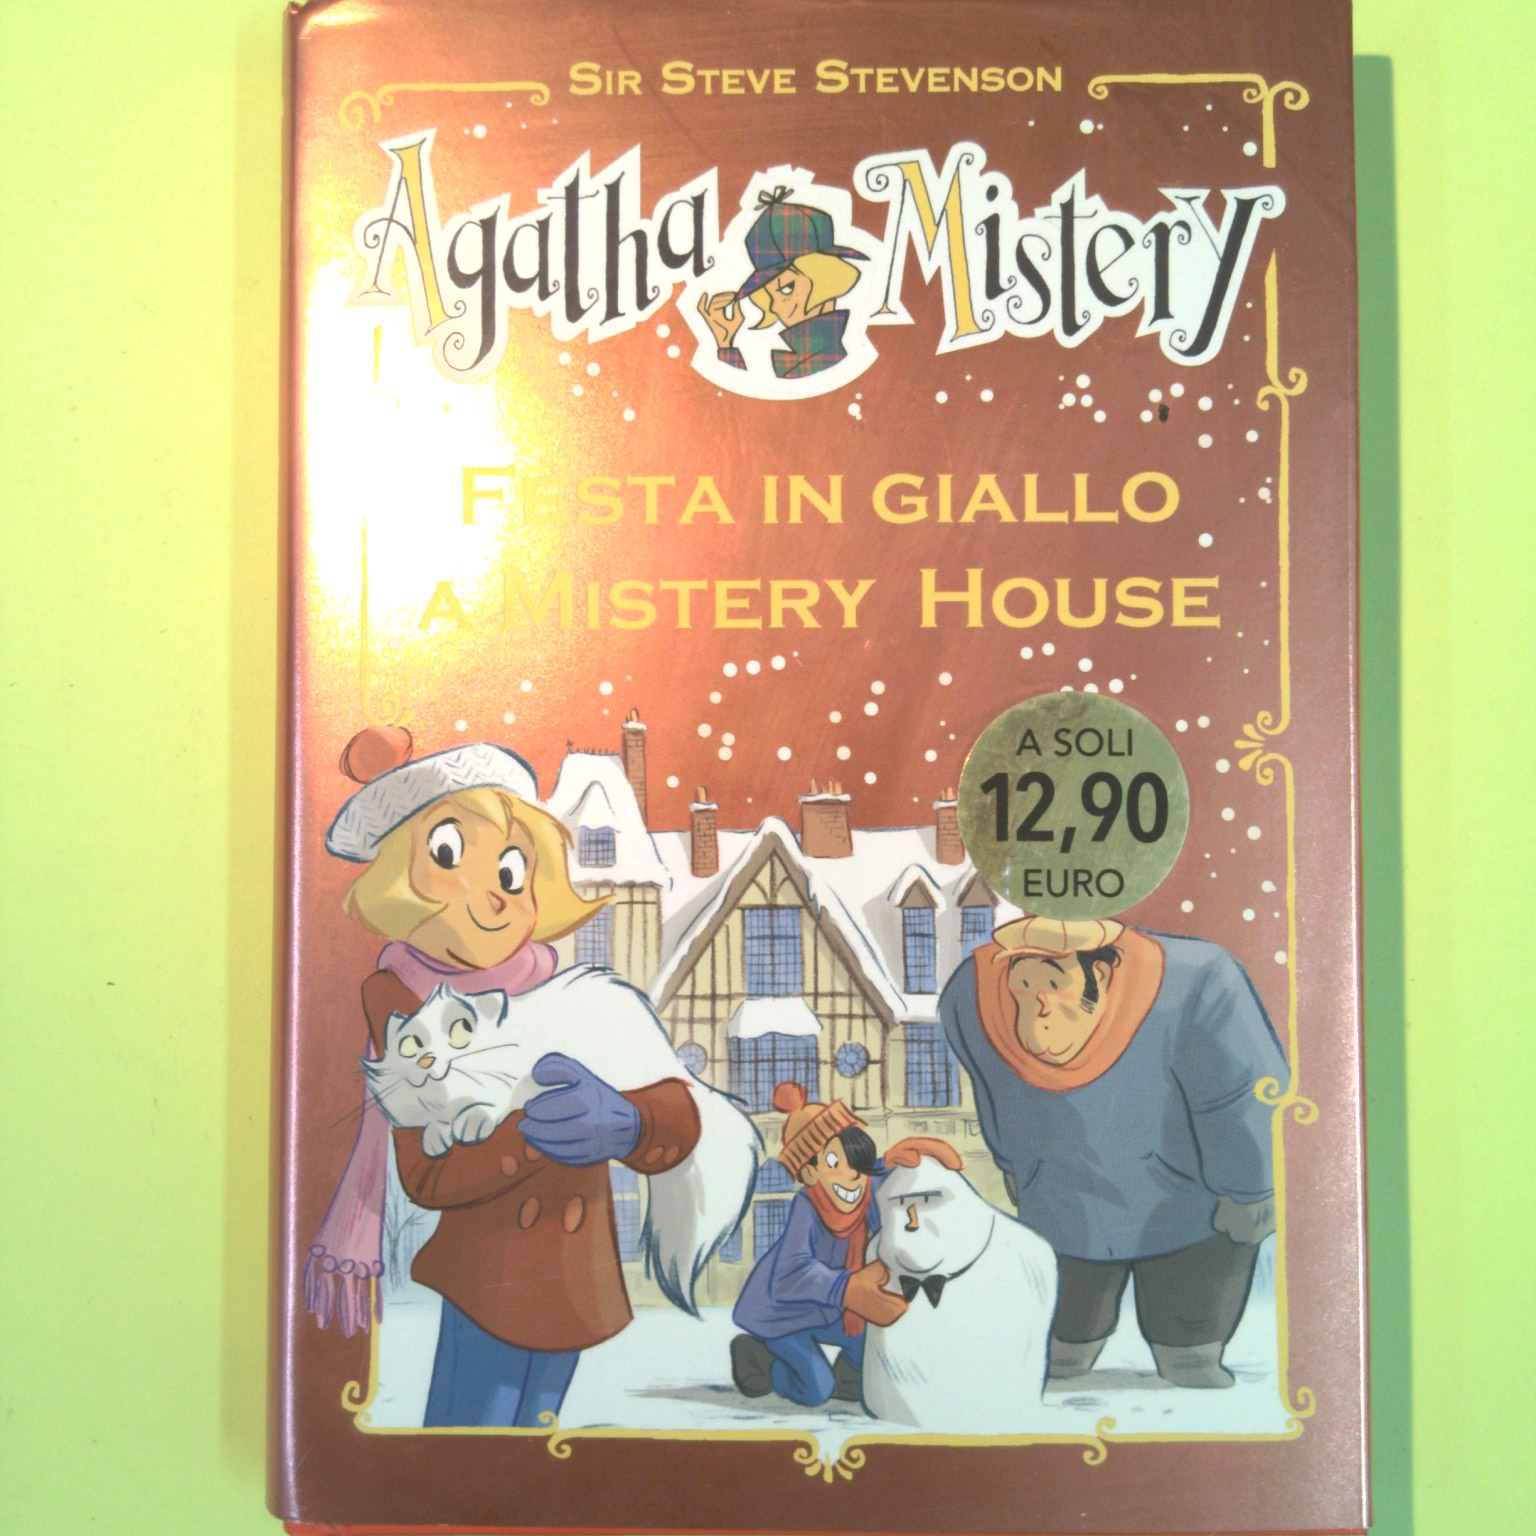 SIR STEVE STEVENSON
Agatha Mistery
FESTA IN GIALLO
A MISTERY HOUSE
A SOLI
12,90
EURO